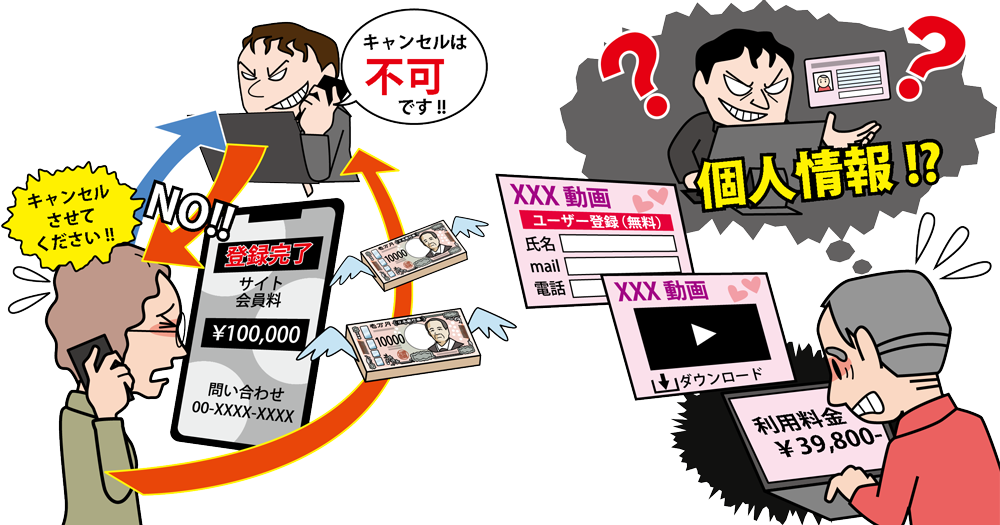 キャンセルは
不可
です!!
キャンセル
させて
ください!!
NO!!
登録完了
サイト
会員料
¥100,000
問い合わせ
00-XXXX-XXXX
10000
10000
? ?
個人情報!?
XXX 動画
ユーザー登録(無料)
氏名
mail
電話
XXX 動画
ダウンロード
利用料金
¥39,800-